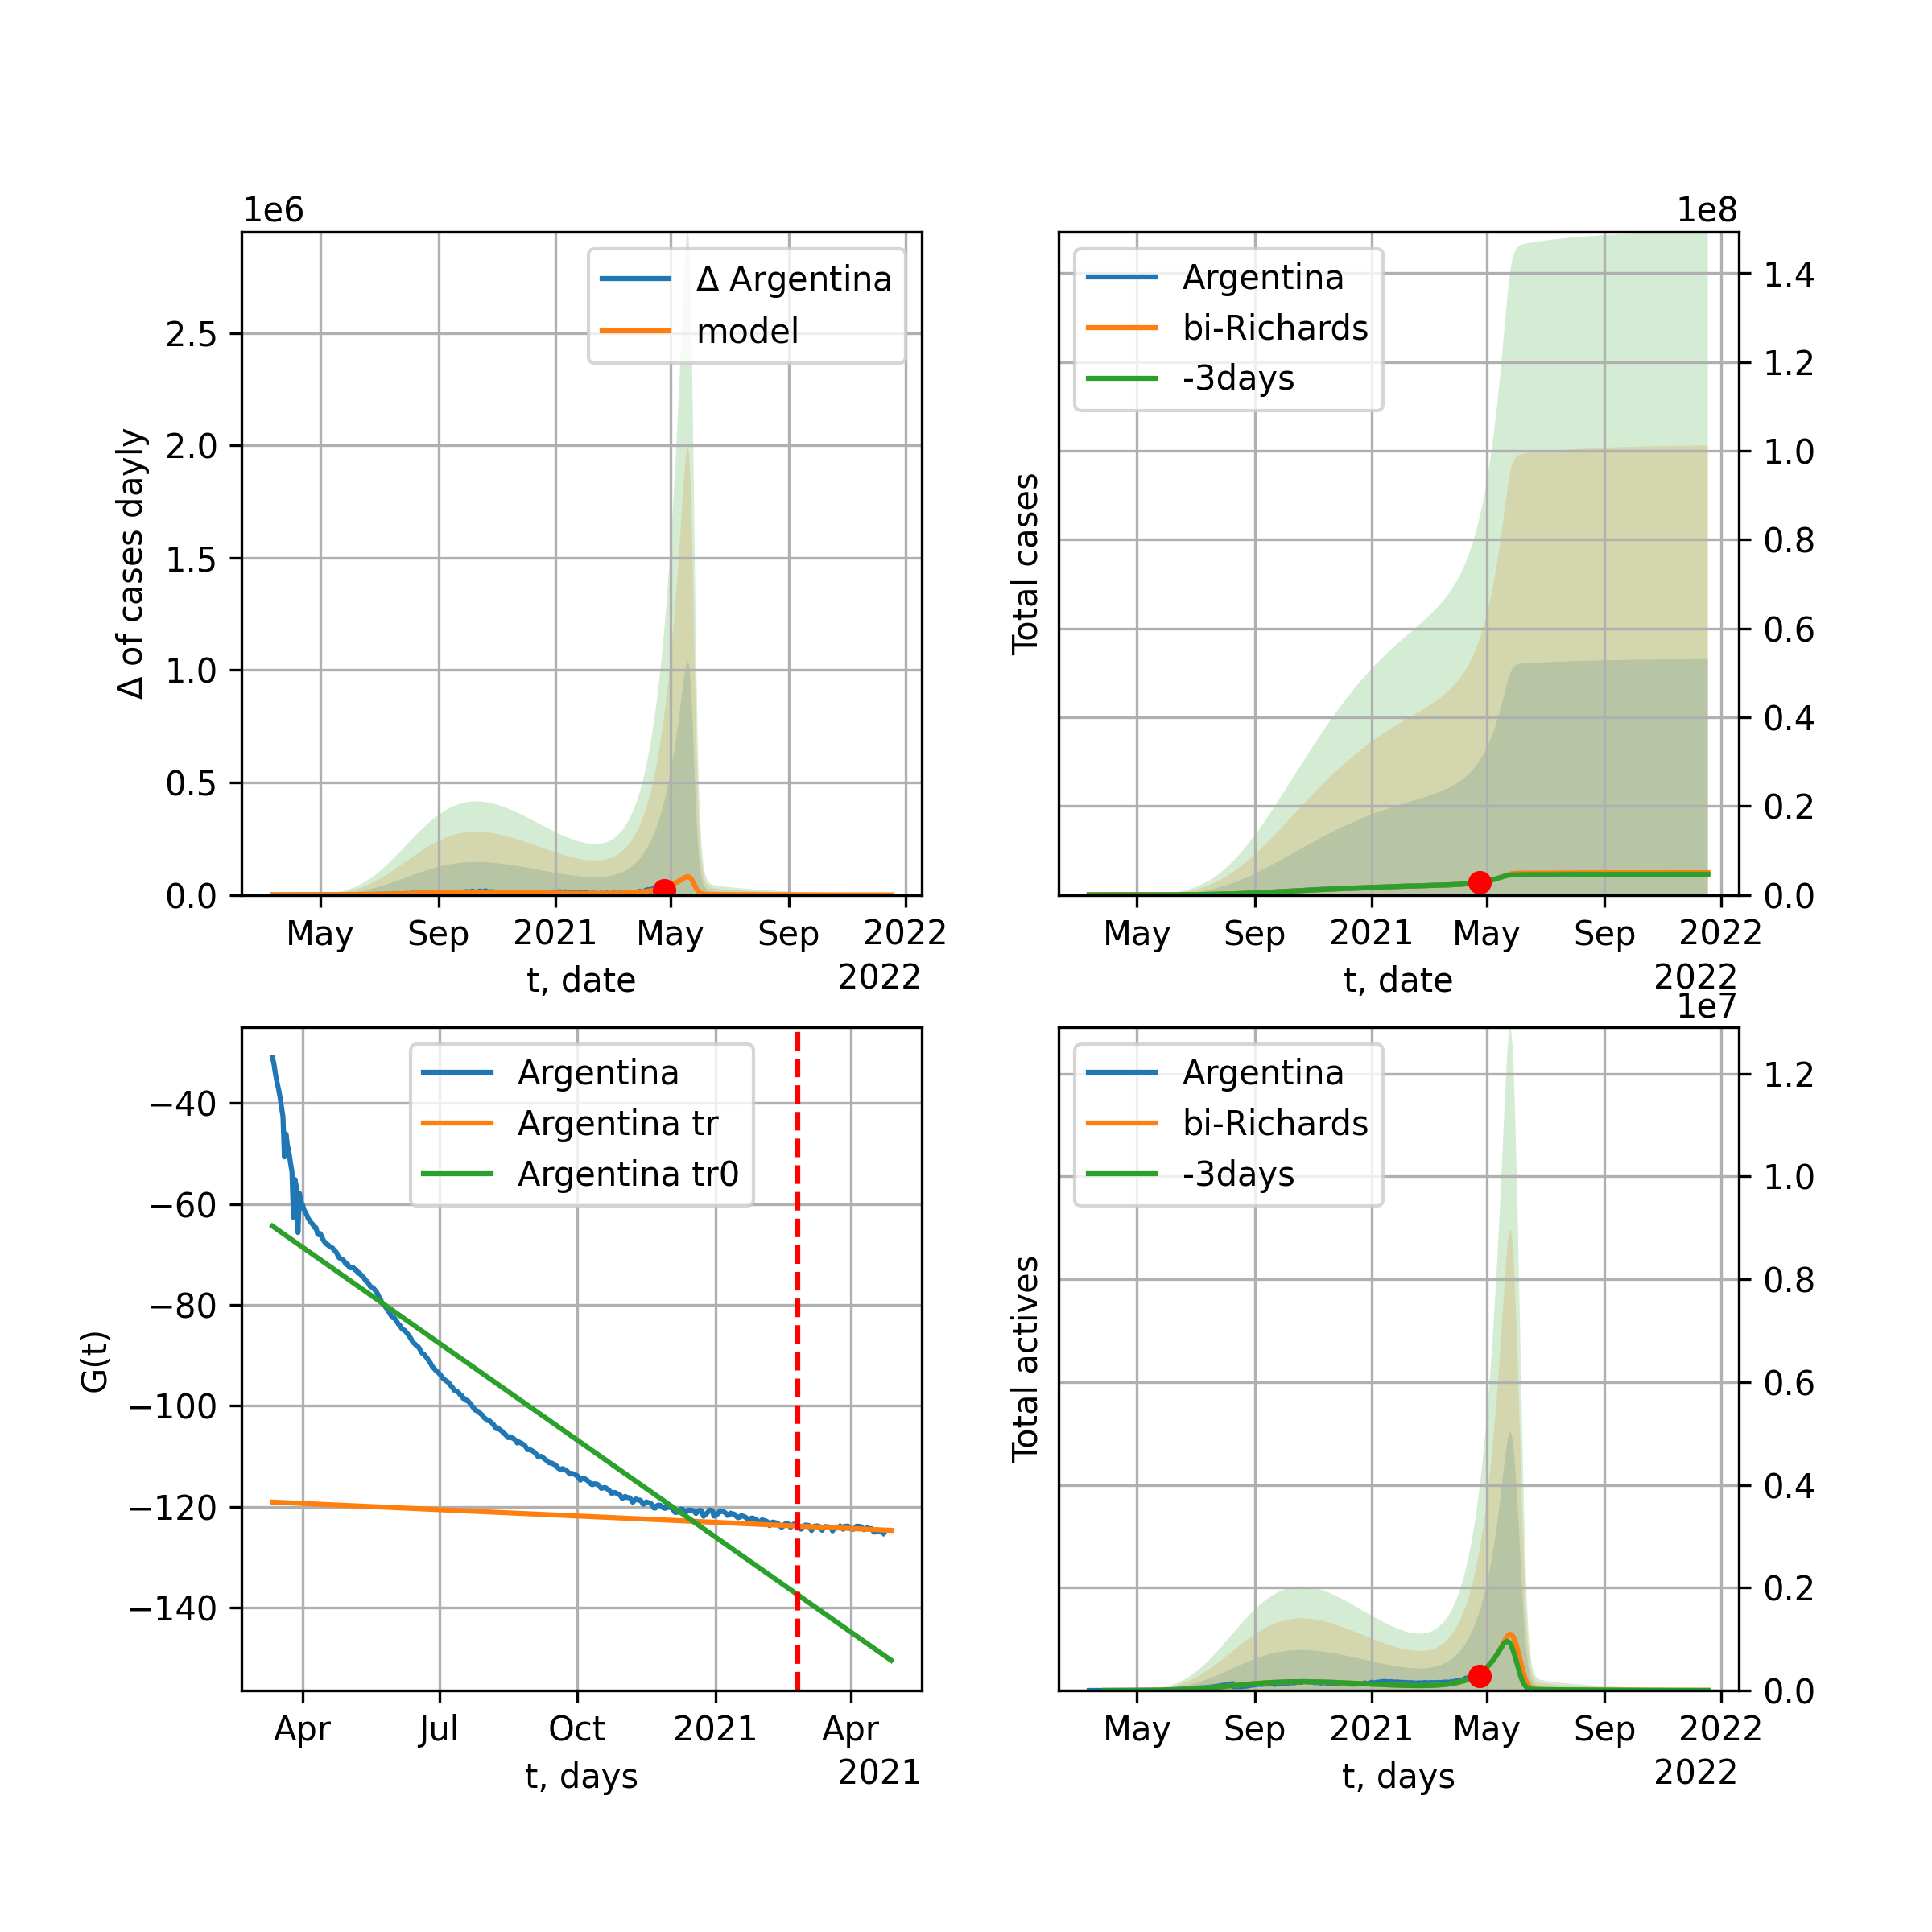 1e6
Δ Argentina
model
2.5
2.0
1.5
1.0
0.5
0.0
Δ of cases dayly
May Sep 2021 May Sep 2022
t, date
2022
1e8
Argentina
bi-Richards
-3days
1.4
1.2
1.0
0.8
0.6
0.4
0.2
0.0
Total cases
May Sep 2021 May Sep 2022
t, date
2022
Argentina
Argentina tr
Argentina tr0
−40
−60
−80
−100
−120
−140
G(t)
Apr Jul Oct 2021 Apr
t, days
2021
1e7
Argentina
bi-Richards
-3days
1.2
1.0
0.8
0.6
0.4
0.2
0.0
Total actives
May Sep 2021 May Sep 2022
t, days
2022